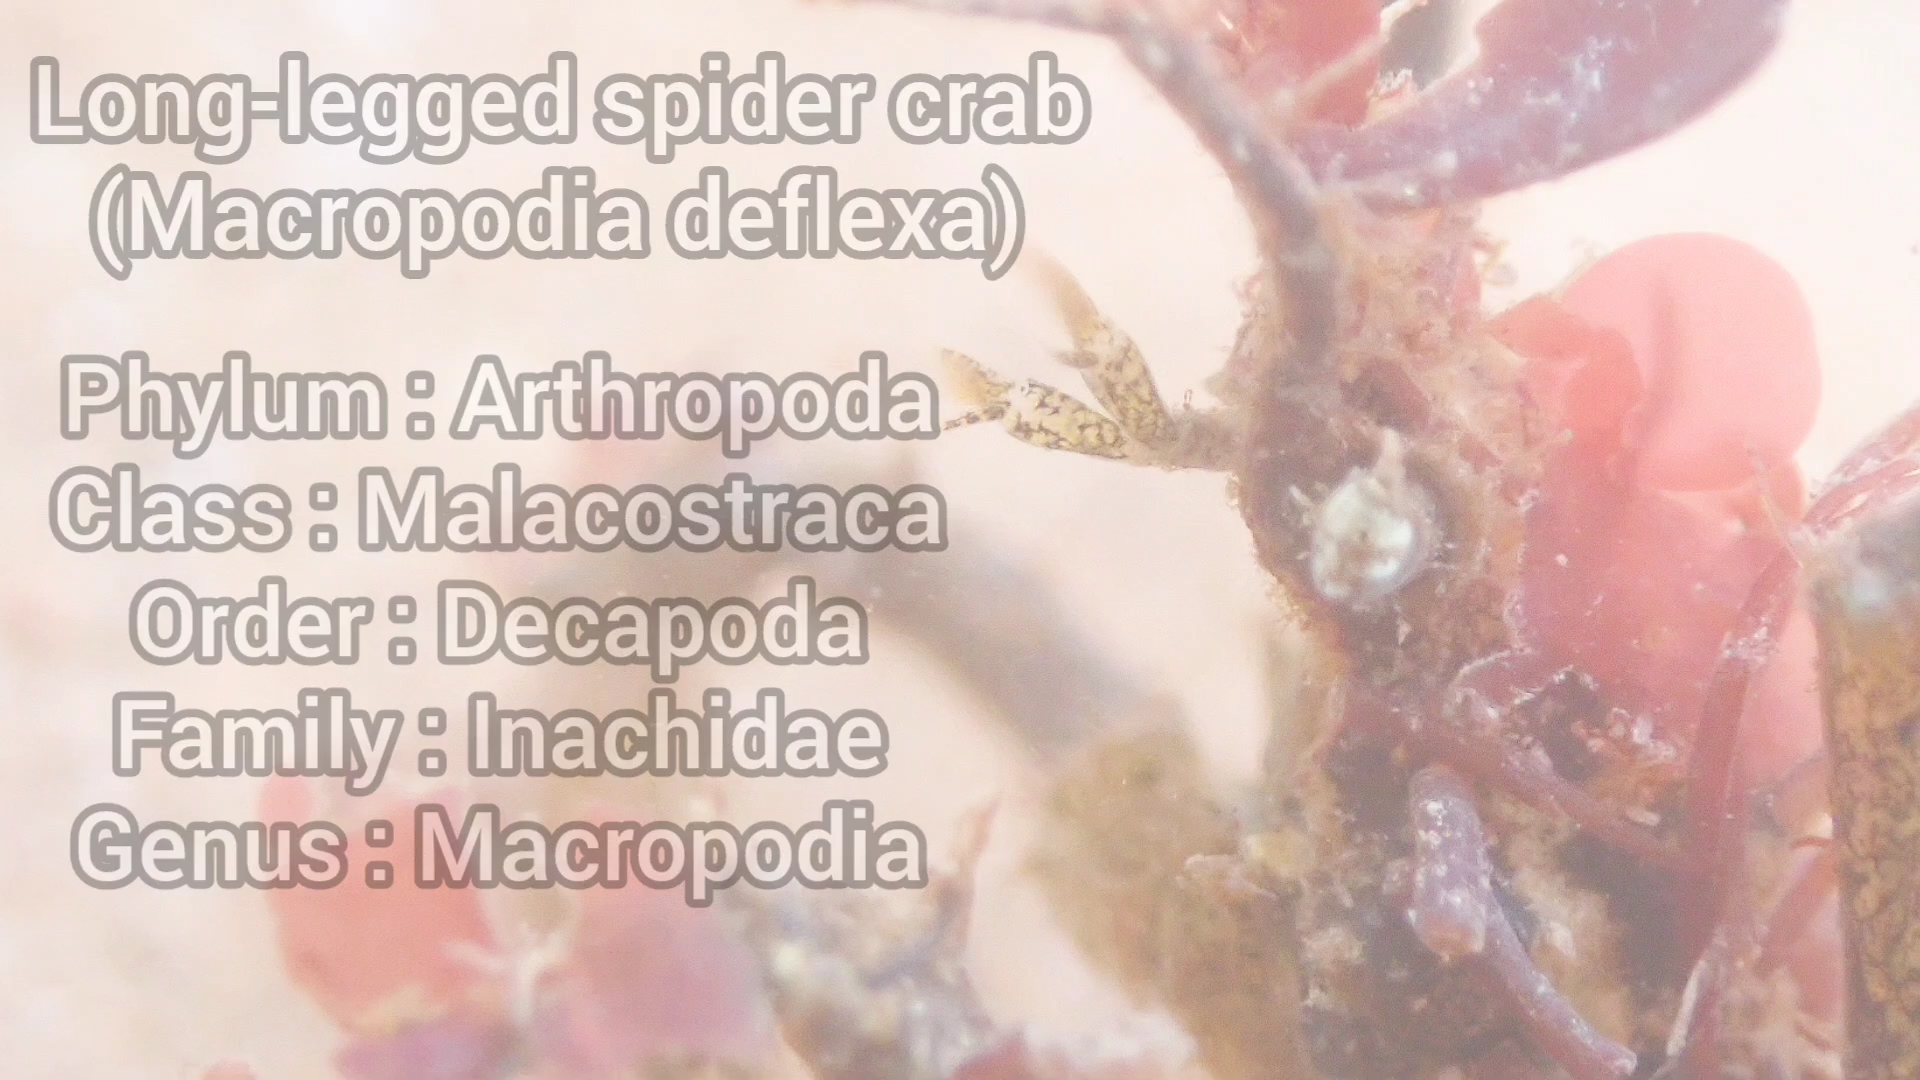 Long-legged spider crab
(Macropodia deflexa)
Phylum : Arthropoda
Class : Malacostraca
Order : Decapoda
Family : Inachidae
Genus : Macropodia